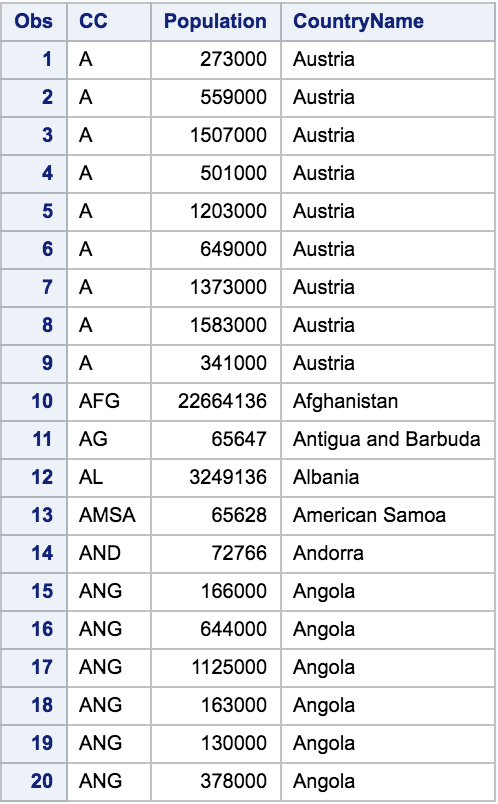 Obs CC Population CountryName
1 A 273000 Austria
2 A 559000 Austria
3 A 1507000 Austria
4 A 501000 Austria
5 A 1203000 Austria
6 A 649000 Austria
7 A 1373000 Austria
8 A 1583000 Austria
9 A 341000 Austria
10 AFG 22664136 Afghanistan
11 AG 65647 Antigua and Barbuda
12 AL 3249136 Albania
13 AMSA 65628 American Samoa
14 AND 72766 Andorra
15 ANG 166000 Angola
16 ANG 644000 Angola
17 ANG 1125000 Angola
18 ANG 163000 Angola
19 ANG 130000 Angola
20 ANG 378000 Angola